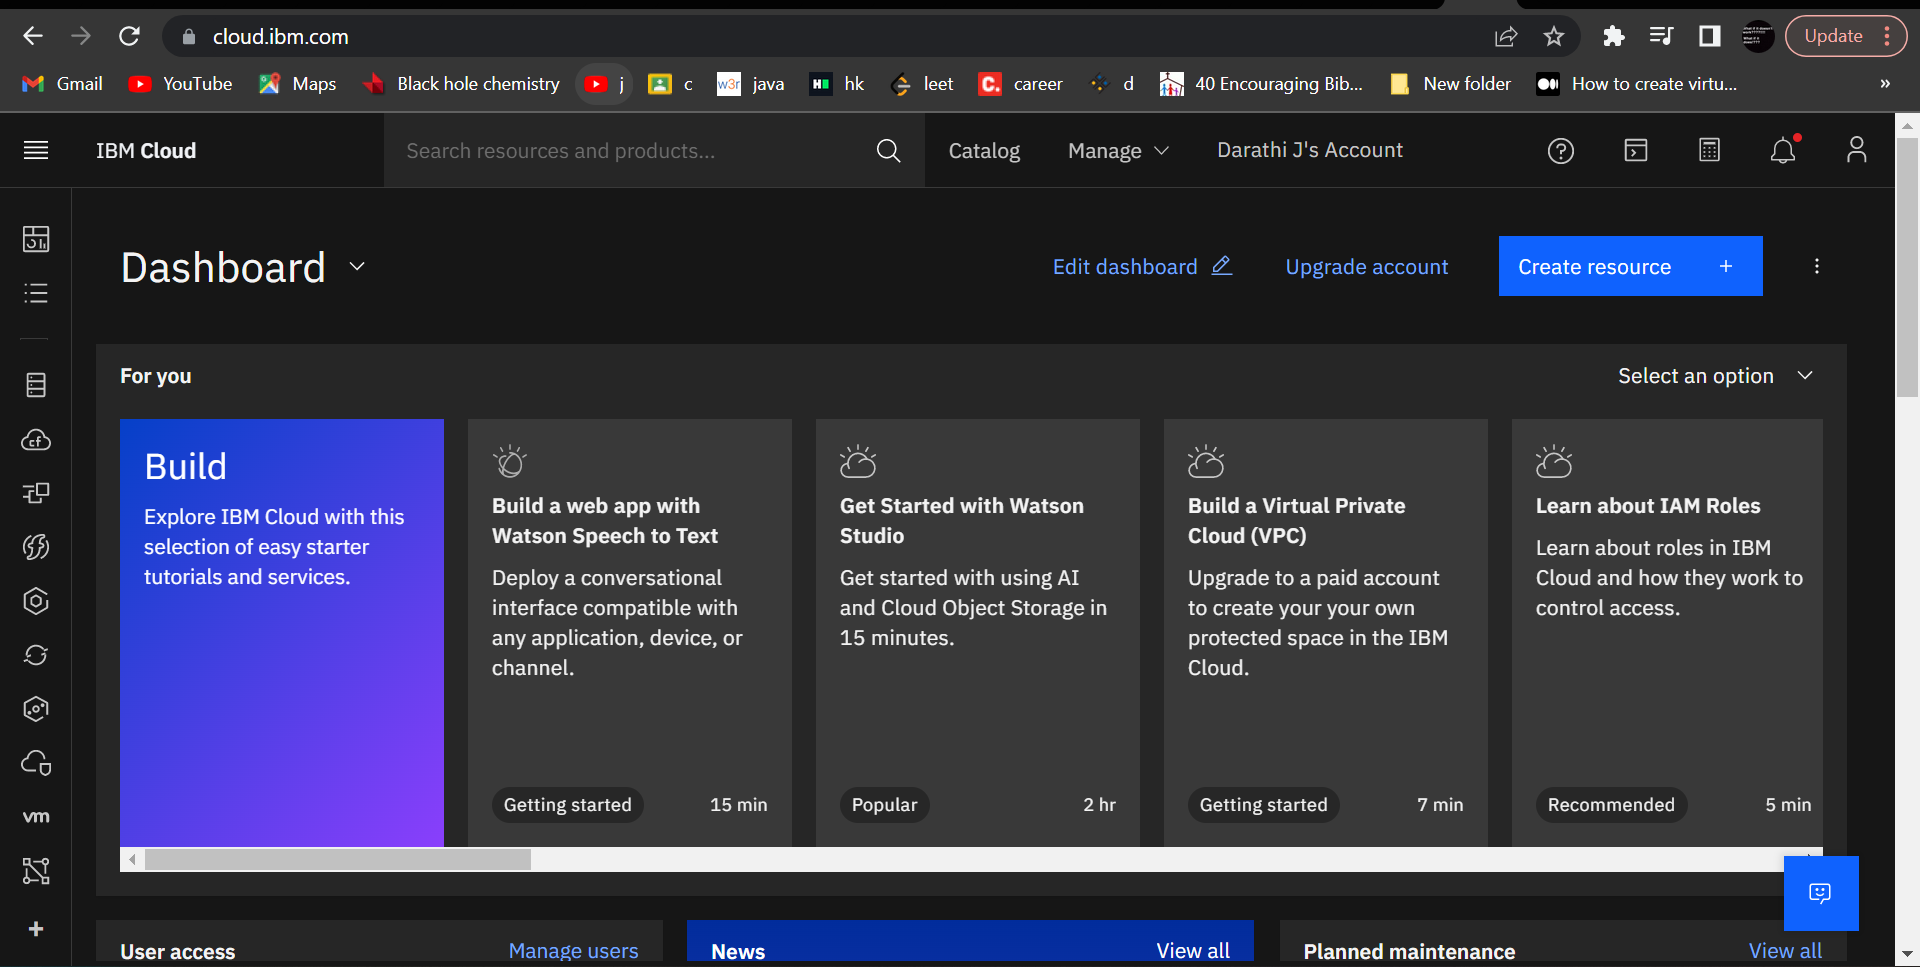 cloud.ibm.com
Update
Gmail
YouTube
Maps
Black hole chemistry
j
c
w3r
java
hk
leet
C.
career
d
40 Encouraging Bib...
New folder
How to create virtu...
»
IBM Cloud
Search resources and products...
Catalog
Manage
Darathi J's Account
Dashboard
Edit dashboard
Upgrade account
Create resource +
For you
Select an option
Build
Explore IBM Cloud with this
selection of easy starter
tutorials and services.
Build a web app with
Watson Speech to Text
Deploy a conversational
interface compatible with
any application, device, or
channel.
Getting started
15 min
Get Started with Watson
Studio
Get started with using AI
and Cloud Object Storage in
15 minutes.
Popular
2 hr
Build a Virtual Private
Cloud (VPC)
Upgrade to a paid account
to create your your own
protected space in the IBM
Cloud.
Getting started
7 min
Learn about IAM Roles
Learn about roles in IBM
Cloud and how they work to
control access.
Recommended
5 min
cf
vm
User access
Manage users
News
View all
Planned maintenance
View all